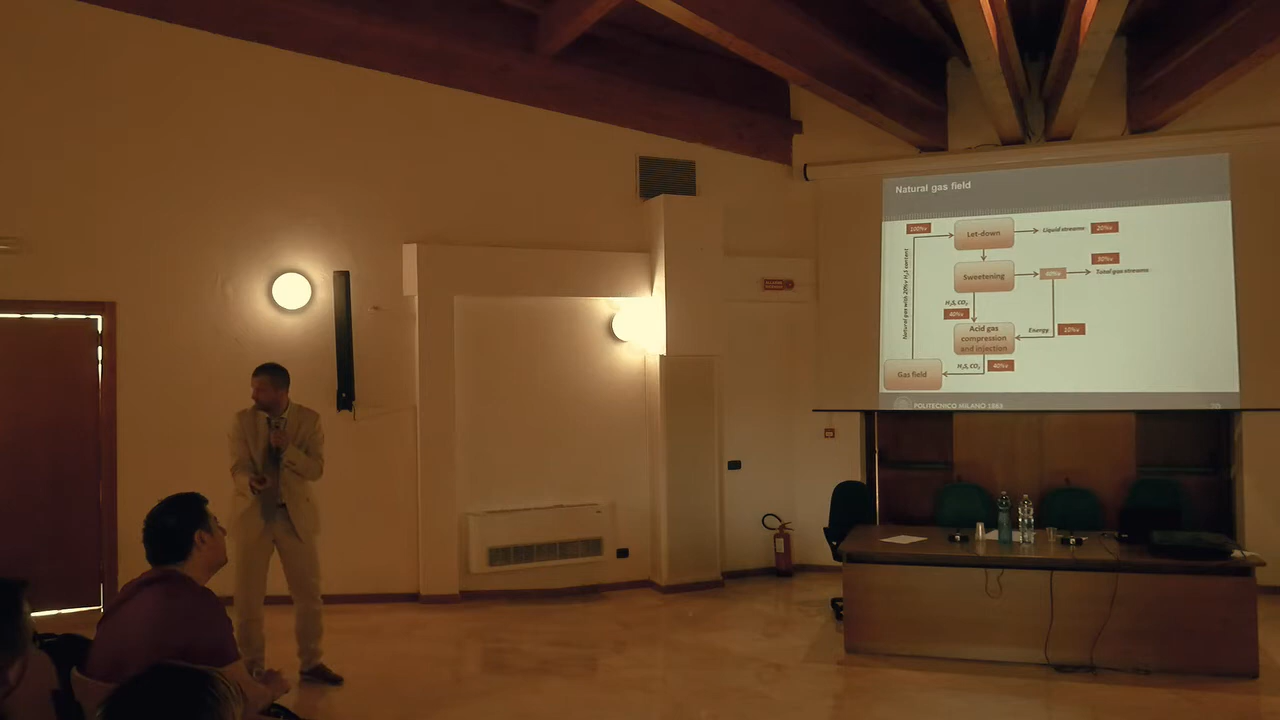 Natural gas field
100%v
Let-down
Liquid streams
20%v
Natural gas with 20%v H₂S content
Sweetening
40%v
30%v
Total gas streams
H₂S, CO₂
40%v
Acid gas
compression
and injection
Energy
10%v
Gas field
H₂S, CO₂
40%v
POLITECNICO MILANO 1863